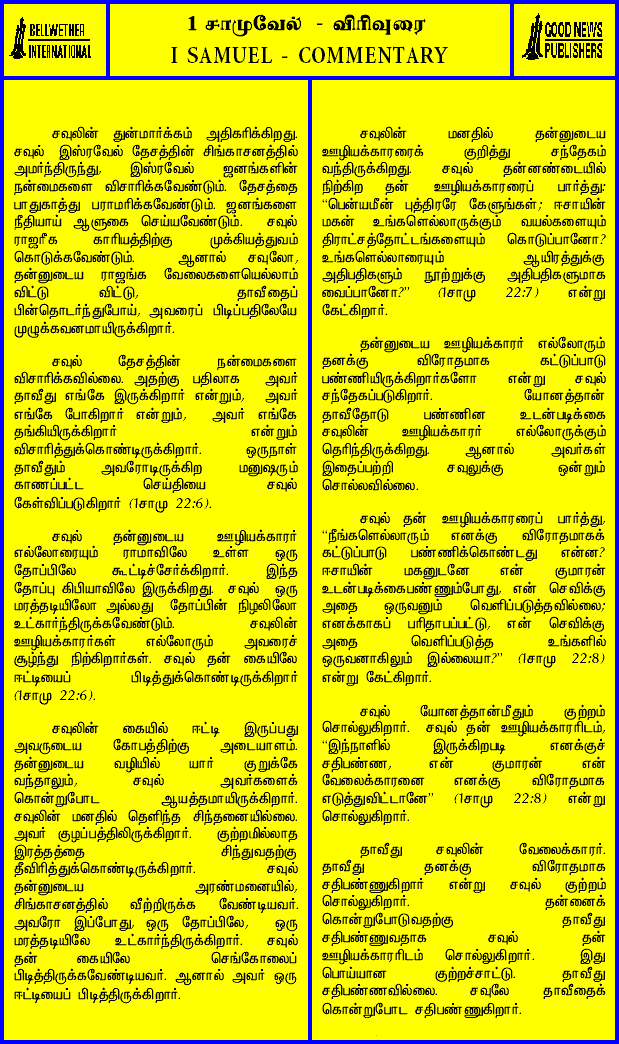 BELLWETHER
INTERNATIONAL
1 சாமுவேல் - விரிவுரை
I SAMUEL - COMMENTARY
GOOD NEWS
PUBLISHERS
சவுலின் துன்மார்க்கம் அதிகரிக்கிறது.
சவுல் இஸ்ரவேல் தேசத்தின் சிங்காசனத்தில்
அமர்ந்திருந்து, இஸ்ரவேல் ஜனங்களின்
நன்மைகளை விசாரிக்கவேண்டும். தேசத்தை
பாதுகாத்து பராமரிக்கவேண்டும். ஜனங்களை
நீதியாய் ஆளுகை செய்யவேண்டும். சவுல்
ராஜரீக காரியத்திற்கு முக்கியத்துவம்
கொடுக்கவேண்டும். ஆனால் சவுலோ,
தன்னுடைய ராஜங்க வேலைகளையெல்லாம்
விட்டு விட்டு, தாவீதைப்
பின்தொடர்ந்துபோய், அவரைப் பிடிப்பதிலேயே
முழுக்கவனமாயிருக்கிறார்.
சவுல் தேசத்தின் நன்மைகளை
விசாரிக்கவில்லை. அதற்கு பதிலாக அவர்
தாவீது எங்கே இருக்கிறார் என்றும், அவர்
எங்கே போகிறார் என்றும், அவர் எங்கே
தங்கியிருக்கிறார் என்றும்
விசாரித்துக்கொண்டிருக்கிறார். ஒருநாள்
தாவீதும் அவரோடிருக்கிற மனுஷரும்
காணப்பட்ட செய்தியை சவுல்
கேள்விப்படுகிறார் (1சாமு 22:6).
சவுல் தன்னுடைய ஊழியக்காரர்
எல்லோரையும் ராமாவிலே உள்ள ஒரு
தோப்பிலே கூட்டிச்சேர்க்கிறார். இந்த
தோப்பு கிபியாவிலே இருக்கிறது. சவுல் ஒரு
மரத்தடியிலோ அல்லது தோப்பின் நிழலிலோ
உட்கார்ந்திருக்கவேண்டும். சவுலின்
ஊழியக்காரர்கள் எல்லோரும் அவரைச்
சூழ்ந்து நிற்கிறார்கள். சவுல் தன் கையிலே
ஈட்டியைப் பிடித்துக்கொண்டிருக்கிறார்
(1சாமு 22:6).
சவுலின் கையில் ஈட்டி இருப்பது
அவருடைய கோபத்திற்கு அடையாளம்.
தன்னுடைய வழியில் யார் குறுக்கே
வந்தாலும், சவுல் அவர்களைக்
கொன்றுபோட ஆயத்தமாயிருக்கிறார்.
சவுலின் மனதில் தெளிந்த சிந்தனையில்லை.
அவர் குழப்பத்திலிருக்கிறார். குற்றமில்லாத
இரத்தத்தை சிந்துவதற்கு
தீவிரித்துக்கொண்டிருக்கிறார். சவுல்
தன்னுடைய அரண்மனையில்,
சிங்காசனத்தில் வீற்றிருக்க வேண்டியவர்.
அவரோ இப்போது, ஒரு தோப்பிலே, ஒரு
மரத்தடியிலே உட்கார்ந்திருக்கிறார். சவுல்
தன் கையிலே செங்கோலைப்
பிடித்திருக்கவேண்டியவர். ஆனால் அவர் ஒரு
ஈட்டியைப் பிடித்திருக்கிறார்.
சவுலின் மனதில் தன்னுடைய
ஊழியக்காரரைக் குறித்து சந்தேகம்
வந்திருக்கிறது. சவுல் தன்னண்டையில்
நிற்கிற தன் ஊழியக்காரரைப் பார்த்து:
“பென்யமீன் புத்திரரே கேளுங்கள்; ஈசாயின்
மகன் உங்களெல்லாருக்கும் வயல்களையும்
திராட்சத்தோட்டங்களையும் கொடுப்பானோ?
உங்களெல்லாரையும் ஆயிரத்துக்கு
அதிபதிகளும் நூற்றுக்கு அதிபதிகளுமாக
வைப்பானோ?” (1சாமு 22:7) என்று
கேட்கிறார்.
தன்னுடைய ஊழியக்காரர் எல்லோரும்
தனக்கு விரோதமாக கட்டுப்பாடு
பண்ணியிருக்கிறார்களோ என்று சவுல்
சந்தேகப்படுகிறார். யோனத்தான்
தாவீதோடு பண்ணின உடன்படிக்கை
சவுலின் ஊழியக்காரர் எல்லோருக்கும்
தெரிந்திருக்கிறது. ஆனால் அவர்கள்
இதைப்பற்றி சவுலுக்கு ஒன்றும்
சொல்லவில்லை.
சவுல் தன் ஊழியக்காரரைப் பார்த்து,
“நீங்களெல்லாரும் எனக்கு விரோதமாகக்
கட்டுப்பாடு பண்ணிக்கொண்டது என்ன?
ஈசாயின் மகனுடனே என் குமாரன்
உடன்படிக்கைபண்ணும்போது, என் செவிக்கு
அதை ஒருவனும் வெளிப்படுத்தவில்லை;
எனக்காகப் பரிதாபப்பட்டு, என் செவிக்கு
அதை வெளிப்படுத்த உங்களில்
ஒருவனாகிலும் இல்லையா?” (1சாமு 22:8)
என்று கேட்கிறார்.
சவுல் யோனத்தான்மீதும் குற்றம்
சொல்லுகிறார். சவுல் தன் ஊழியக்காரரிடம்,
“இந்நாளில் இருக்கிறபடி எனக்குச்
சதிபண்ண, என் குமாரன் என்
வேலைக்காரனை எனக்கு விரோதமாக
எடுத்துவிட்டானே” (1சாமு 22:8) என்று
சொல்லுகிறார்.
தாவீது சவுலின் வேலைக்காரர்.
தாவீது தனக்கு விரோதமாக
சதிபண்ணுகிறார் என்று சவுல் குற்றம்
சொல்லுகிறார். தன்னைக்
கொன்றுபோடுவதற்கு தாவீது
சதிபண்ணுவதாக சவுல் தன்
ஊழியக்காரரிடம் சொல்லுகிறார். இது
பொய்யான குற்றச்சாட்டு. தாவீது
சதிபண்ணவில்லை. சவுலே தாவீதைக்
கொன்றுபோட சதிபண்ணுகிறார்.